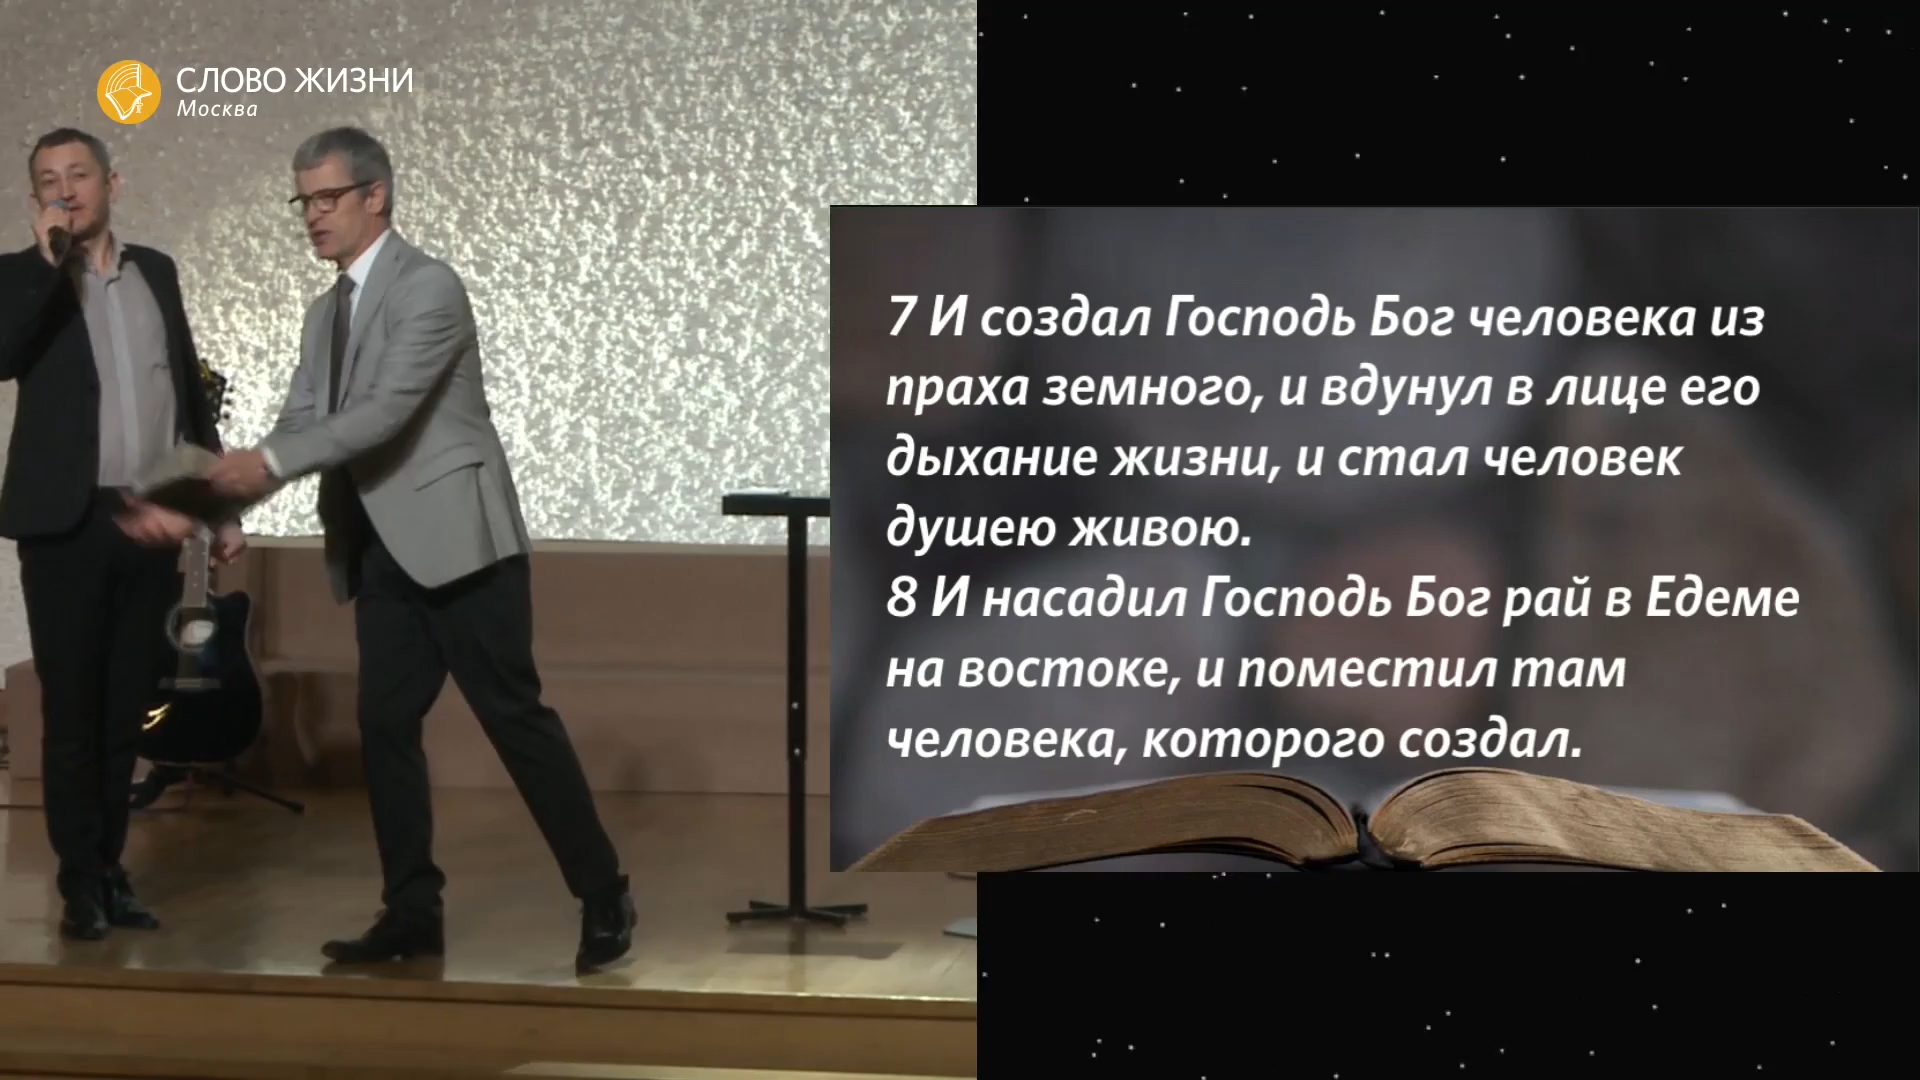 СЛОВО ЖИЗНИ
Москва
7 И создал Господь Бог человека из
праха земного, и вдунул в лице его
дыхание жизни, и стал человек
душею живою.
8 И насадил Господь Бог рай в Едеме
на востоке, и поместил там
человека, которого создал.